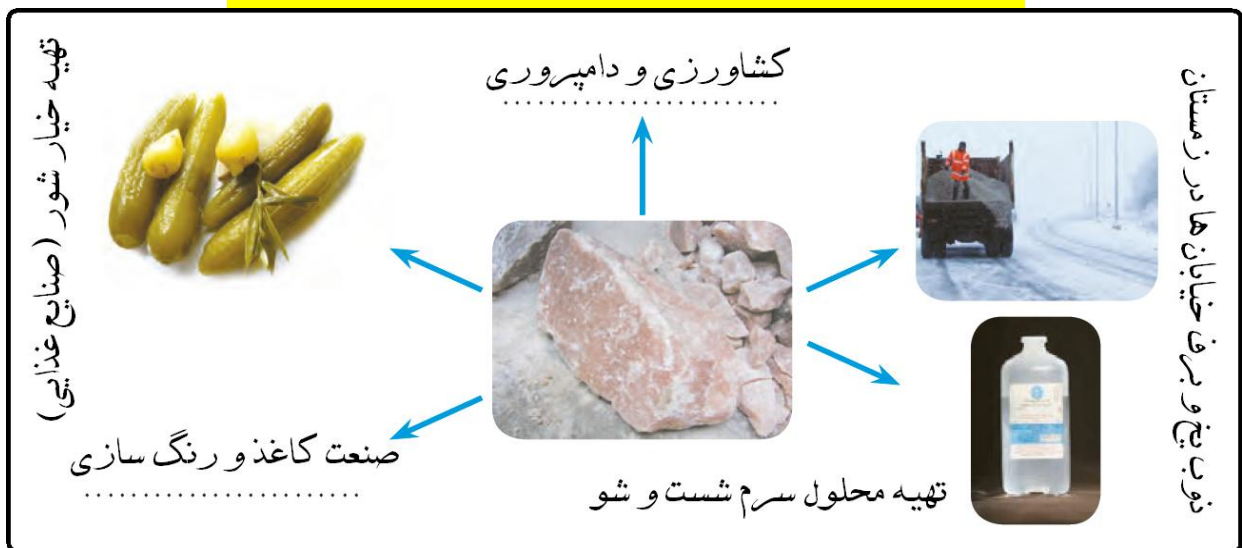 کشاورزی و دامپروری
ذوب یخ و برف خیابان ها در زمستان
تهیه خیار شور (صنایع غذایی)
صنعت کاغذ و رنگ سازی
تهیه محلول سرم شست و شو